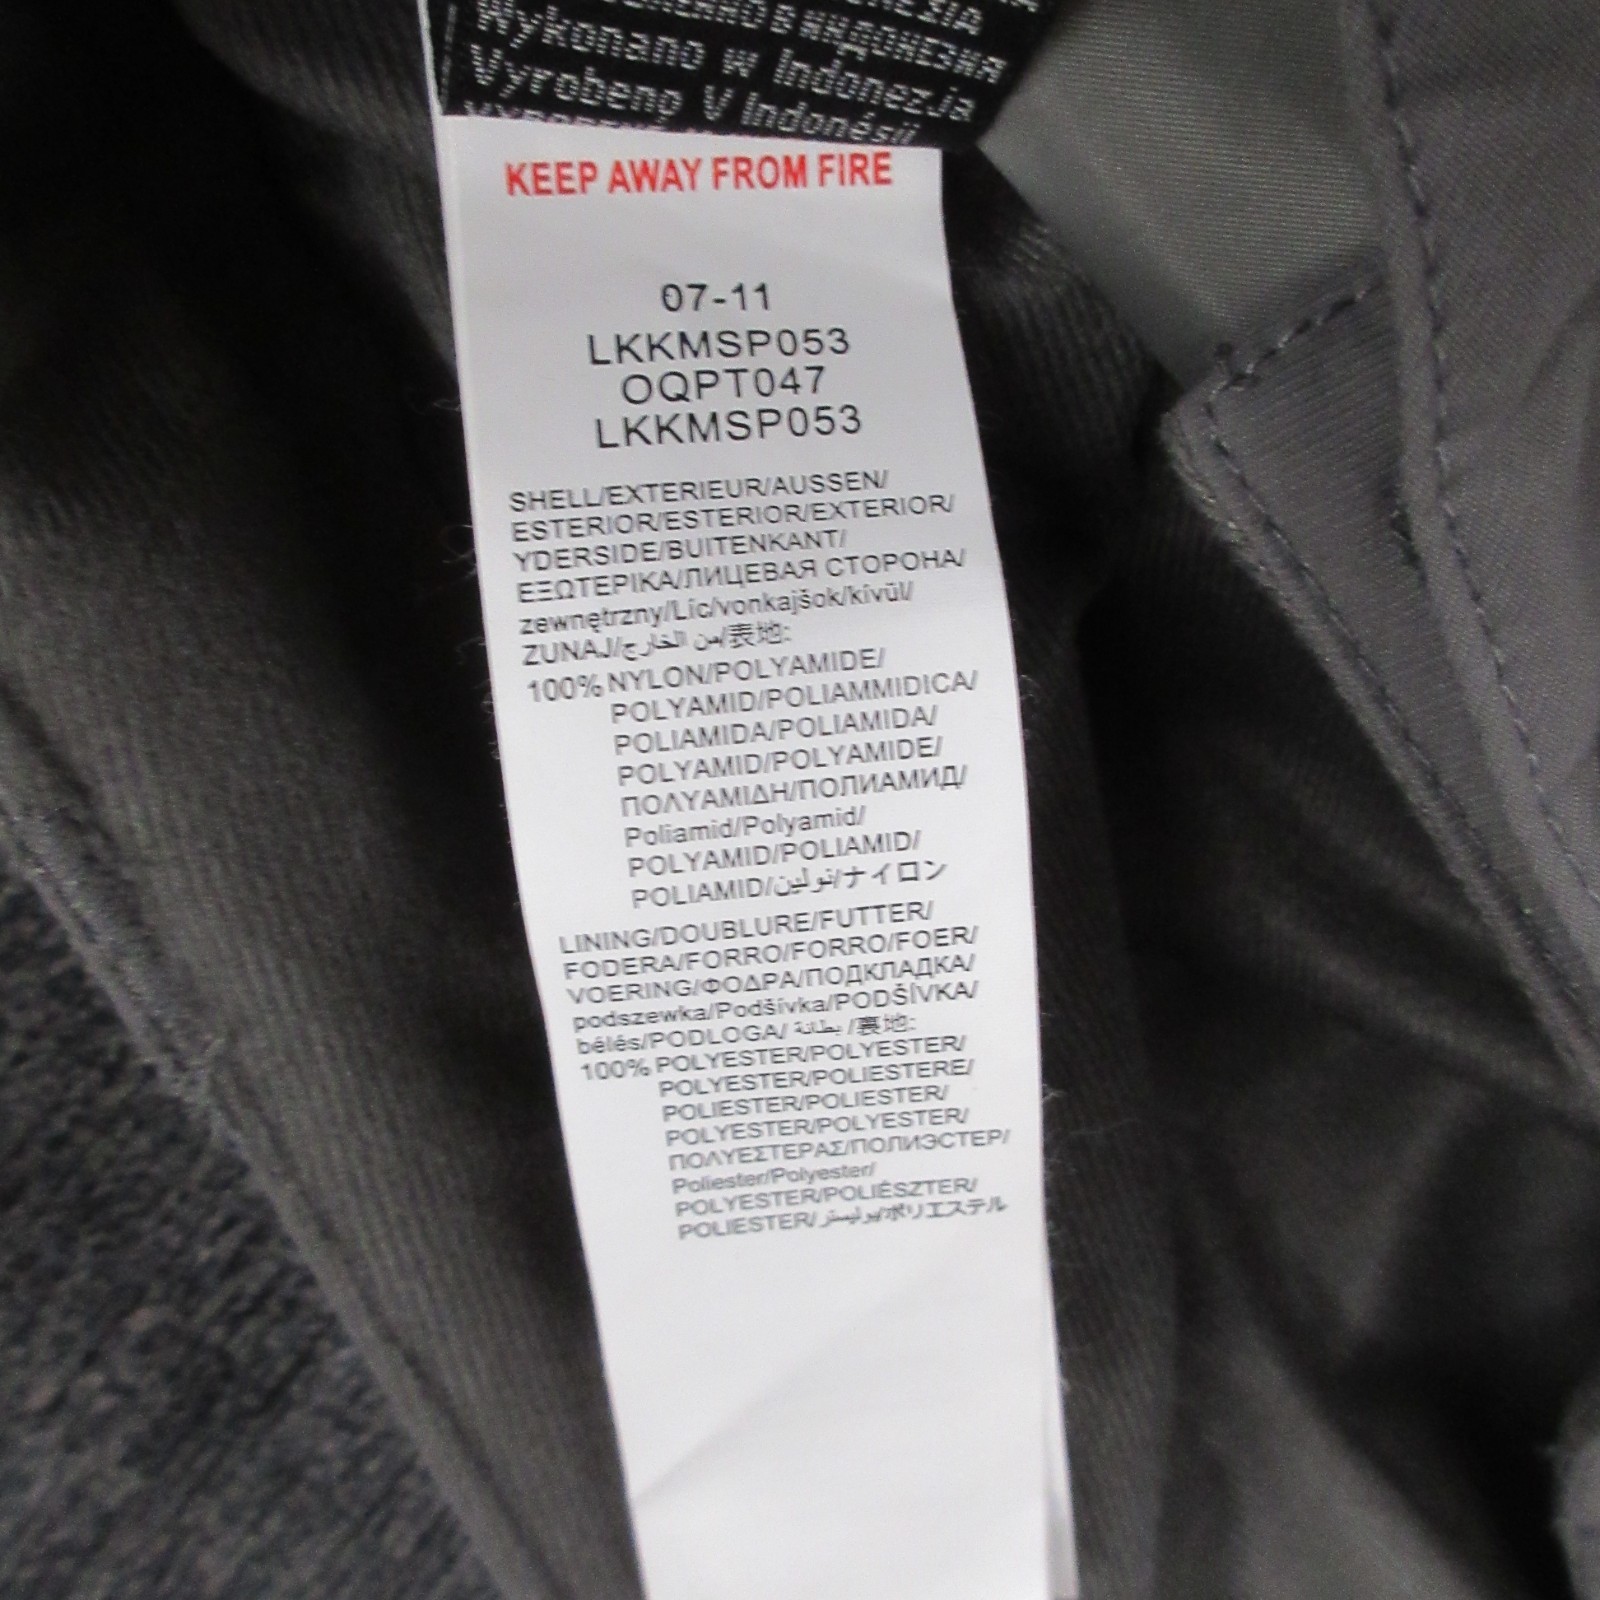 Wykonano w Indonezja
Vyrobeno V Indonésii
KEEP AWAY FROM FIRE
07-11
LKKMSP053
OQPT047
LKKMSP053
SHELL/EXTERIEUR/AUSSEN/
ESTERIOR/ESTERIOR/EXTERIOR/
YDERSIDE/BUITENKANT/
ΕΞΩΤΕΡΙΚΑ/ЛИЦЕВАЯ СТОРОНА/
zewnętrzny/Líc/vonkajšok/kívül/
ZUNAJ/من الخارج/表地:
100% NYLON/POLYAMIDE/
POLYAMID/POLIAMMIDICA/
POLIAMIDA/POLIAMIDA/
POLYAMID/POLYAMIDE/
ΠΟΛΥΑΜΙΔΗ/ПОЛИАМИД/
Poliamid/Polyamid/
POLYAMID/POLIAMID/
POLIAMID/نولين/ナイロン
LINING/DOUBLURE/FUTTER/
FODERA/FORRO/FORRO/FOER/
VOERING/ΦΟΔΡΑ/ПОДКЛАДКА/
podszewka/Podšívka/PODŠÍVKA/
bélés/PODLOGA/ بطانة /裏地:
100% POLYESTER/POLYESTER/
POLYESTER/POLIESTERE/
POLIESTER/POLIESTER/
POLYESTER/POLYESTER/
ΠΟΛΥΕΣΤΕΡΑΣ/ПОЛИЭСТЕР/
Poliester/Polyester/
POLYESTER/POLIÉSZTER/
POLIESTER/بوليستر/ポリエステル